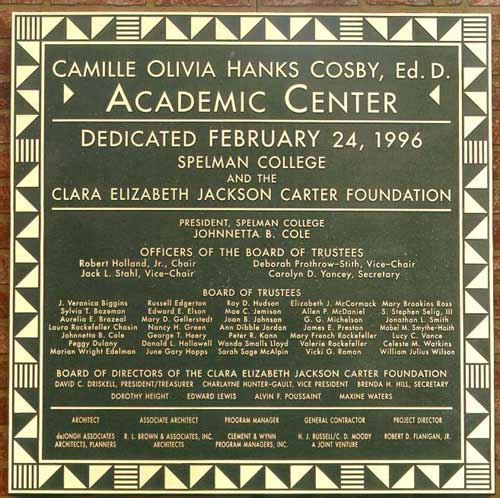 CAMILLE OLIVIA HANKS COSBY, Ed. D.
ACADEMIC CENTER
DEDICATED FEBRUARY 24, 1996
SPELMAN COLLEGE
AND THE
CLARA ELIZABETH JACKSON CARTER FOUNDATION
PRESIDENT, SPELMAN COLLEGE
JOHNNETTA B. COLE
OFFICERS OF THE BOARD OF TRUSTEES
Robert Holland, Jr., Chair Deborah Prothrow-Stith, Vice-Chair
Jack L. Stahl, Vice-Chair Carolyn D. Yancey, Secretary
BOARD OF TRUSTEES
J. Veronica Biggins Russell Edgerton Ray D. Hudson Elizabeth J. McCormack Mary Brookins Ross
Sylvia T. Bozeman Edward E. Elson Mae C. Jemison Allen P. McDaniel S. Stephen Selig, III
Aurelia E. Brazeal Mary D. Gellerstedt Joan B. Johnson G. G. Michelson Jonathan L. Smith
Laura Rockefeller Chasin Nancy H. Green Ann Dibble Jordan James E. Preston Mabel M. Smythe-Haith
Johnnetta B. Cole George T. Heery Peter R. Kann Mary French Rockefeller Lucy C. Vance
Peggy Dulany Donald L. Hollowell Wanda Smalls Lloyd Valerie Rockefeller Celeste M. Watkins
Marian Wright Edelman June Gary Hopps Sarah Sage McAlpin Vicki G. Roman William Julius Wilson
BOARD OF DIRECTORS OF THE CLARA ELIZABETH JACKSON CARTER FOUNDATION
DAVID C. DRISKELL, PRESIDENT/TREASURER CHARLAYNE HUNTER-GAULT, VICE PRESIDENT BRENDA H. HILL, SECRETARY
DOROTHY HEIGHT EDWARD LEWIS ALVIN F. POUSSAINT MAXINE WATERS
ARCHITECT ASSOCIATE ARCHITECT PROGRAM MANAGER GENERAL CONTRACTOR PROJECT DIRECTOR
deJONGH ASSOCIATES R. L. BROWN & ASSOCIATES, INC. CLEMENT & WYNN H. J. RUSSELL/C. D. MOODY ROBERT D. FLANIGAN, JR.
ARCHITECTS, PLANNERS ARCHITECTS PROGRAM MANAGERS, INC. A JOINT VENTURE